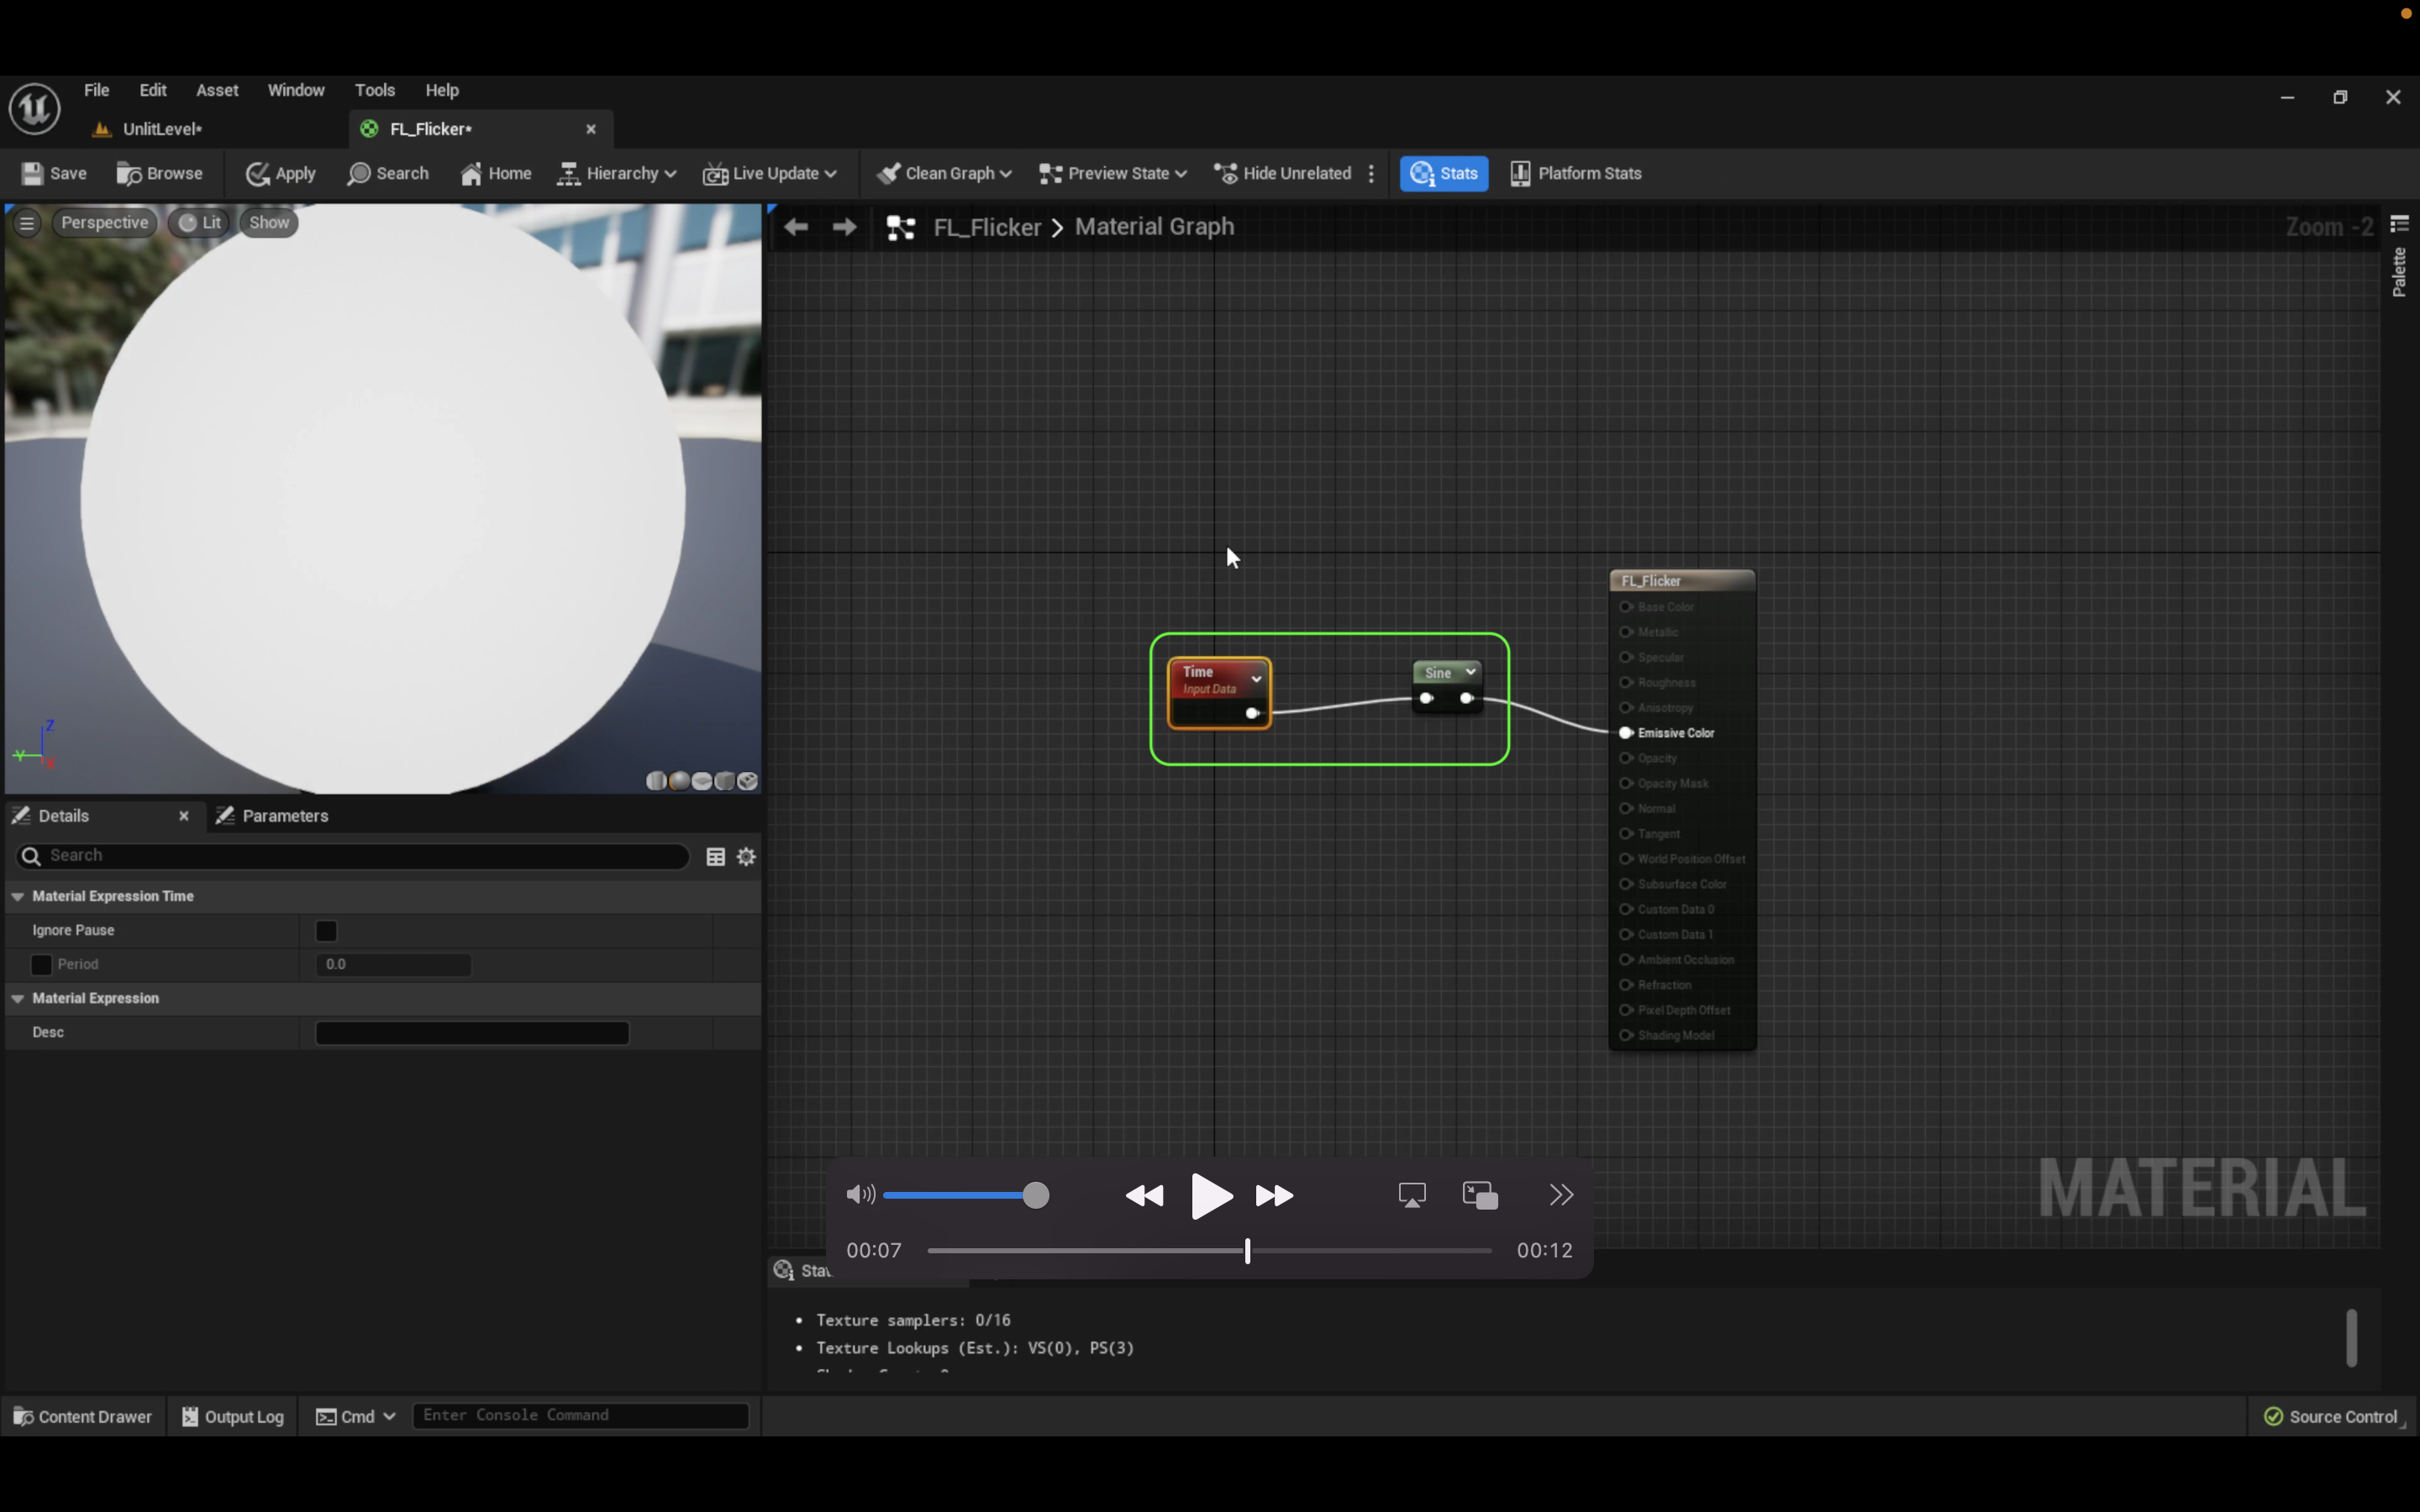 File Edit Asset Window Tools Help
UnlitLevel* FL_Flicker*
Save Browse Apply Search Home Hierarchy Live Update Clean Graph Preview State Hide Unrelated Stats Platform Stats
Perspective Lit Show
FL_Flicker > Material Graph
Zoom -2
Palette
Time
Input Data
Sine
FL_Flicker
Base Color
Metallic
Specular
Roughness
Anisotropy
Emissive Color
Opacity
Opacity Mask
Normal
Tangent
World Position Offset
Subsurface Color
Custom Data 0
Custom Data 1
Ambient Occlusion
Refraction
Pixel Depth Offset
Shading Model
Z
Y
X
Details Parameters
Search
Material Expression Time
Ignore Pause
Period 0.0
Material Expression
Desc
MATERIAL
00:07 00:12
• Texture samplers: 0/16
• Texture Lookups (Est.): VS(0), PS(3)
Content Drawer Output Log Cmd Enter Console Command Source Control